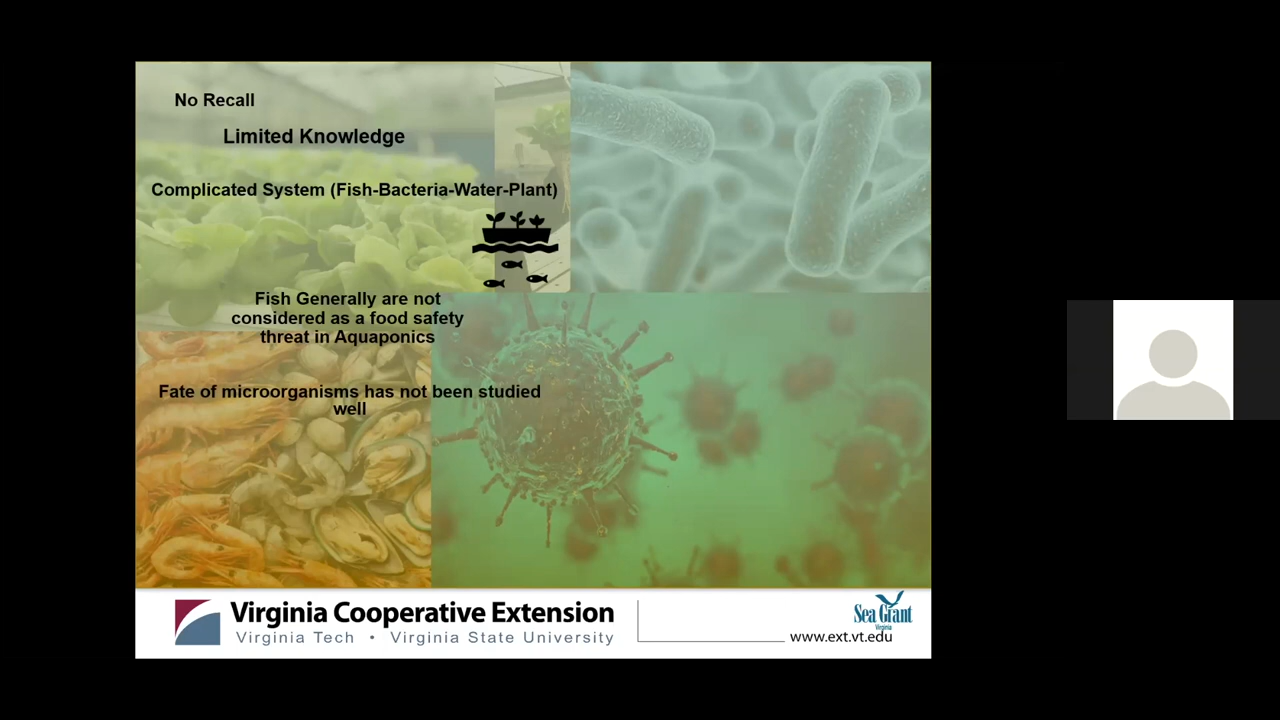 No Recall
Limited Knowledge
Complicated System (Fish-Bacteria-Water-Plant)
Fish Generally are not
considered as a food safety
threat in Aquaponics
Fate of microorganisms has not been studied
well
Virginia Cooperative Extension
Virginia Tech • Virginia State University
Sea Grant
Virginia
www.ext.vt.edu